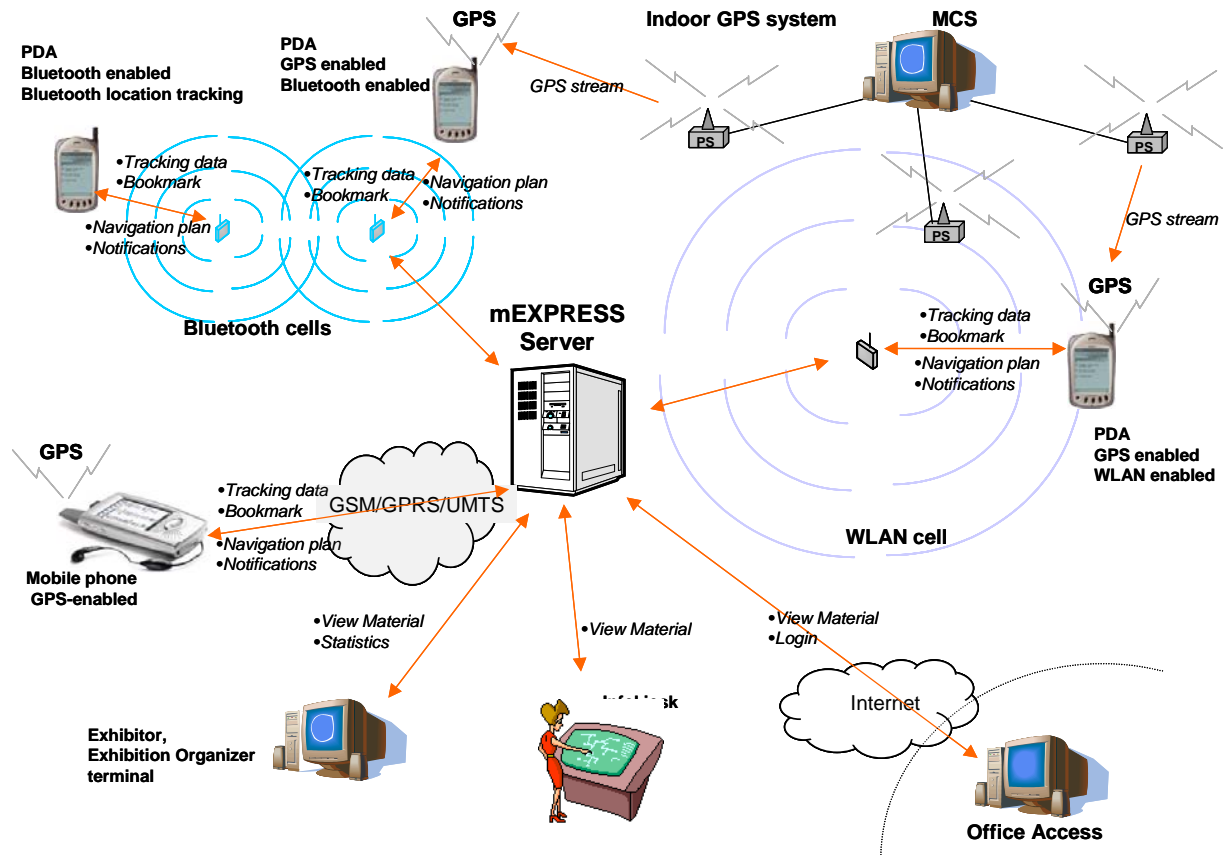 GPS
Indoor GPS system
MCS
PDA
Bluetooth enabled
Bluetooth location tracking
PDA
GPS enabled
Bluetooth enabled
GPS stream
PS
PS
PS
•Tracking data
•Bookmark
•Navigation plan
•Notifications
•Tracking data
•Bookmark
•Navigation plan
•Notifications
GPS stream
Bluetooth cells
mEXPRESS
Server
GPS
•Tracking data
•Bookmark
•Navigation plan
•Notifications
PDA
GPS enabled
WLAN enabled
WLAN cell
GPS
•Tracking data
•Bookmark
•Navigation plan
•Notifications
GSM/GPRS/UMTS
Mobile phone
GPS-enabled
•View Material
•Statistics
•View Material
•View Material
•Login
Internet
Exhibitor,
Exhibition Organizer
terminal
Office Access